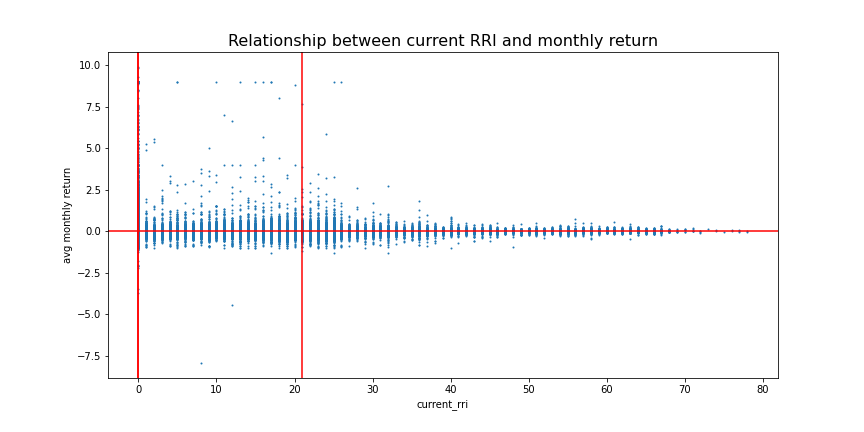 Relationship between current RRI and monthly return
10.0
7.5
5.0
2.5
0.0
−2.5
−5.0
−7.5
avg monthly return
0 10 20 30 40 50 60 70 80
current_rri